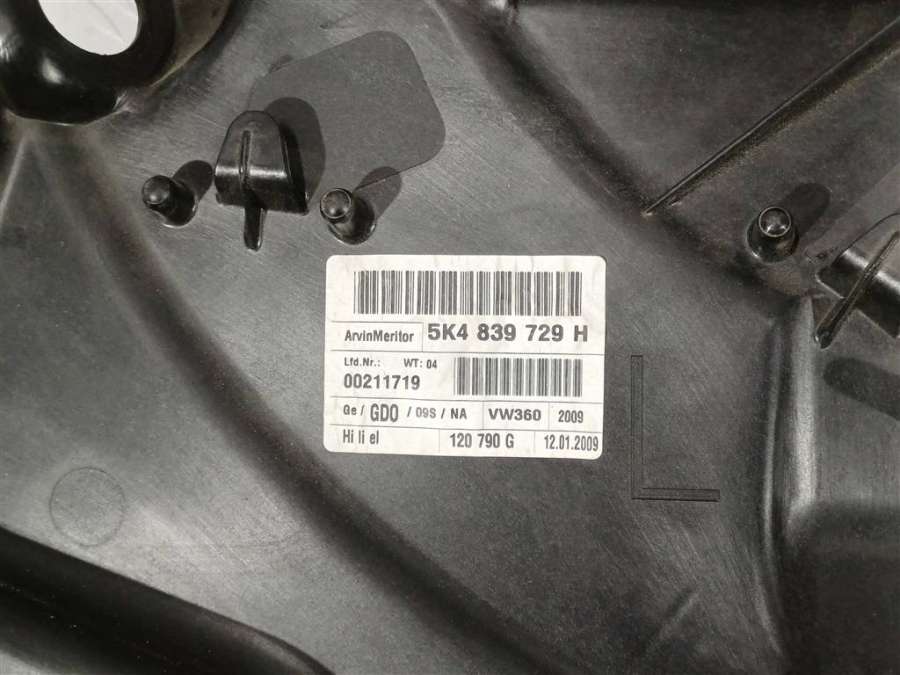 ArvinMeritor 5K4 839 729 H
Lfd.Nr.: WT: 04
00211719
Ge / GDO / 09S / NA VW360 2009
Hi li el 120 790 G 12.01.2009
L